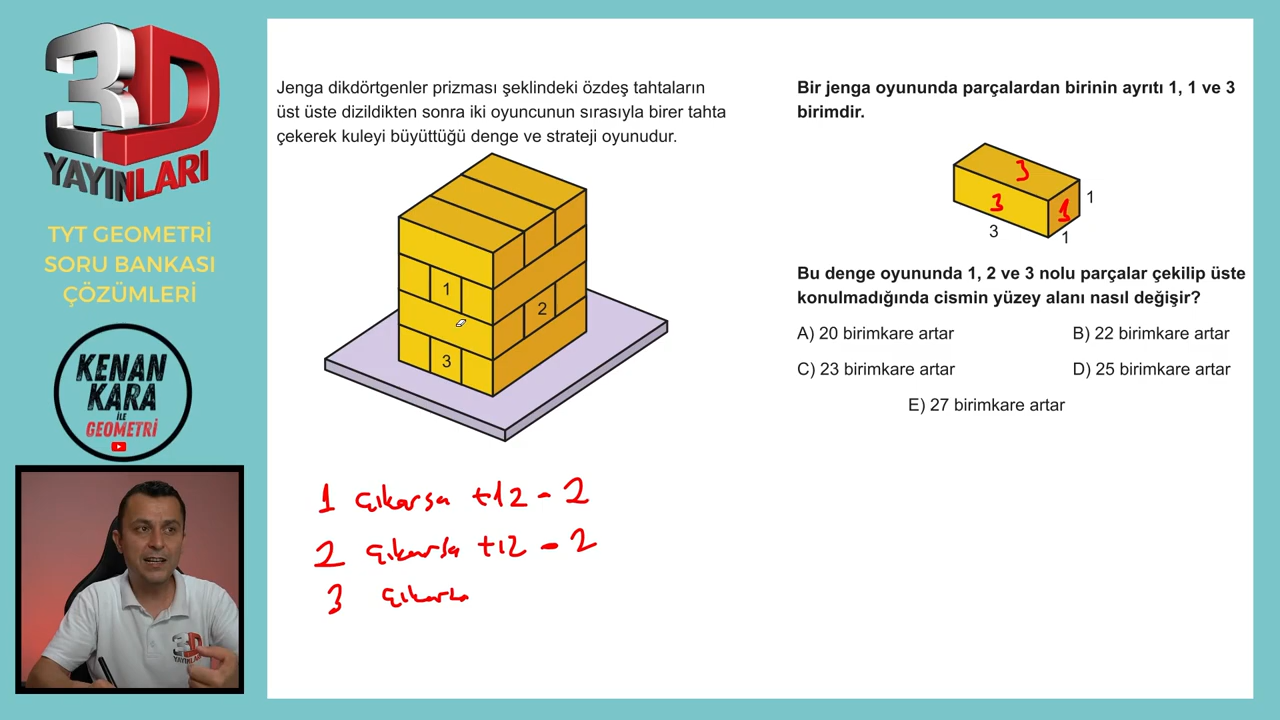 3D
YAYINLARI
TYT GEOMETRİ
SORU BANKASI
ÇÖZÜMLERİ
KENAN
KARA
İLE
GEOMETRİ
Jenga dikdörtgenler prizması şeklindeki özdeş tahtaların
üst üste dizildikten sonra iki oyuncunun sırasıyla birer tahta
çekerek kuleyi büyüttüğü denge ve strateji oyunudur.
1
2
3
1 çıkarsa +12 - 2
2 çıkarsa +12 - 2
3 çıkarsa
Bir jenga oyununda parçalardan birinin ayrıtı 1, 1 ve 3
birimdir.
3
3
1
3
1
1
Bu denge oyununda 1, 2 ve 3 nolu parçalar çekilip üste
konulmadığında cismin yüzey alanı nasıl değişir?
A) 20 birimkare artar
B) 22 birimkare artar
C) 23 birimkare artar
D) 25 birimkare artar
E) 27 birimkare artar
3D
YAYINLARI